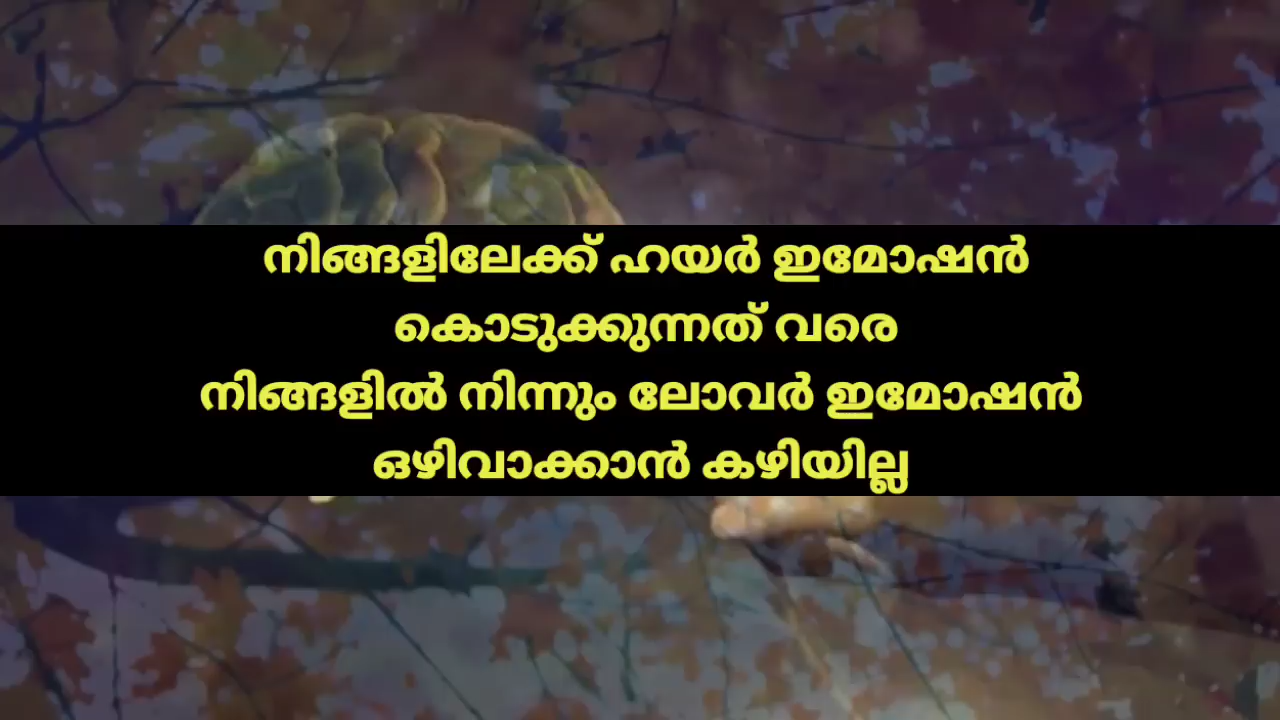 നിങ്ങളിലേക്ക് ഹയർ ഇമോഷൻ
കൊടുക്കുന്നത് വരെ
നിങ്ങളിൽ നിന്നും ലോവർ ഇമോഷൻ
ഒഴിവാക്കാൻ കഴിയില്ല